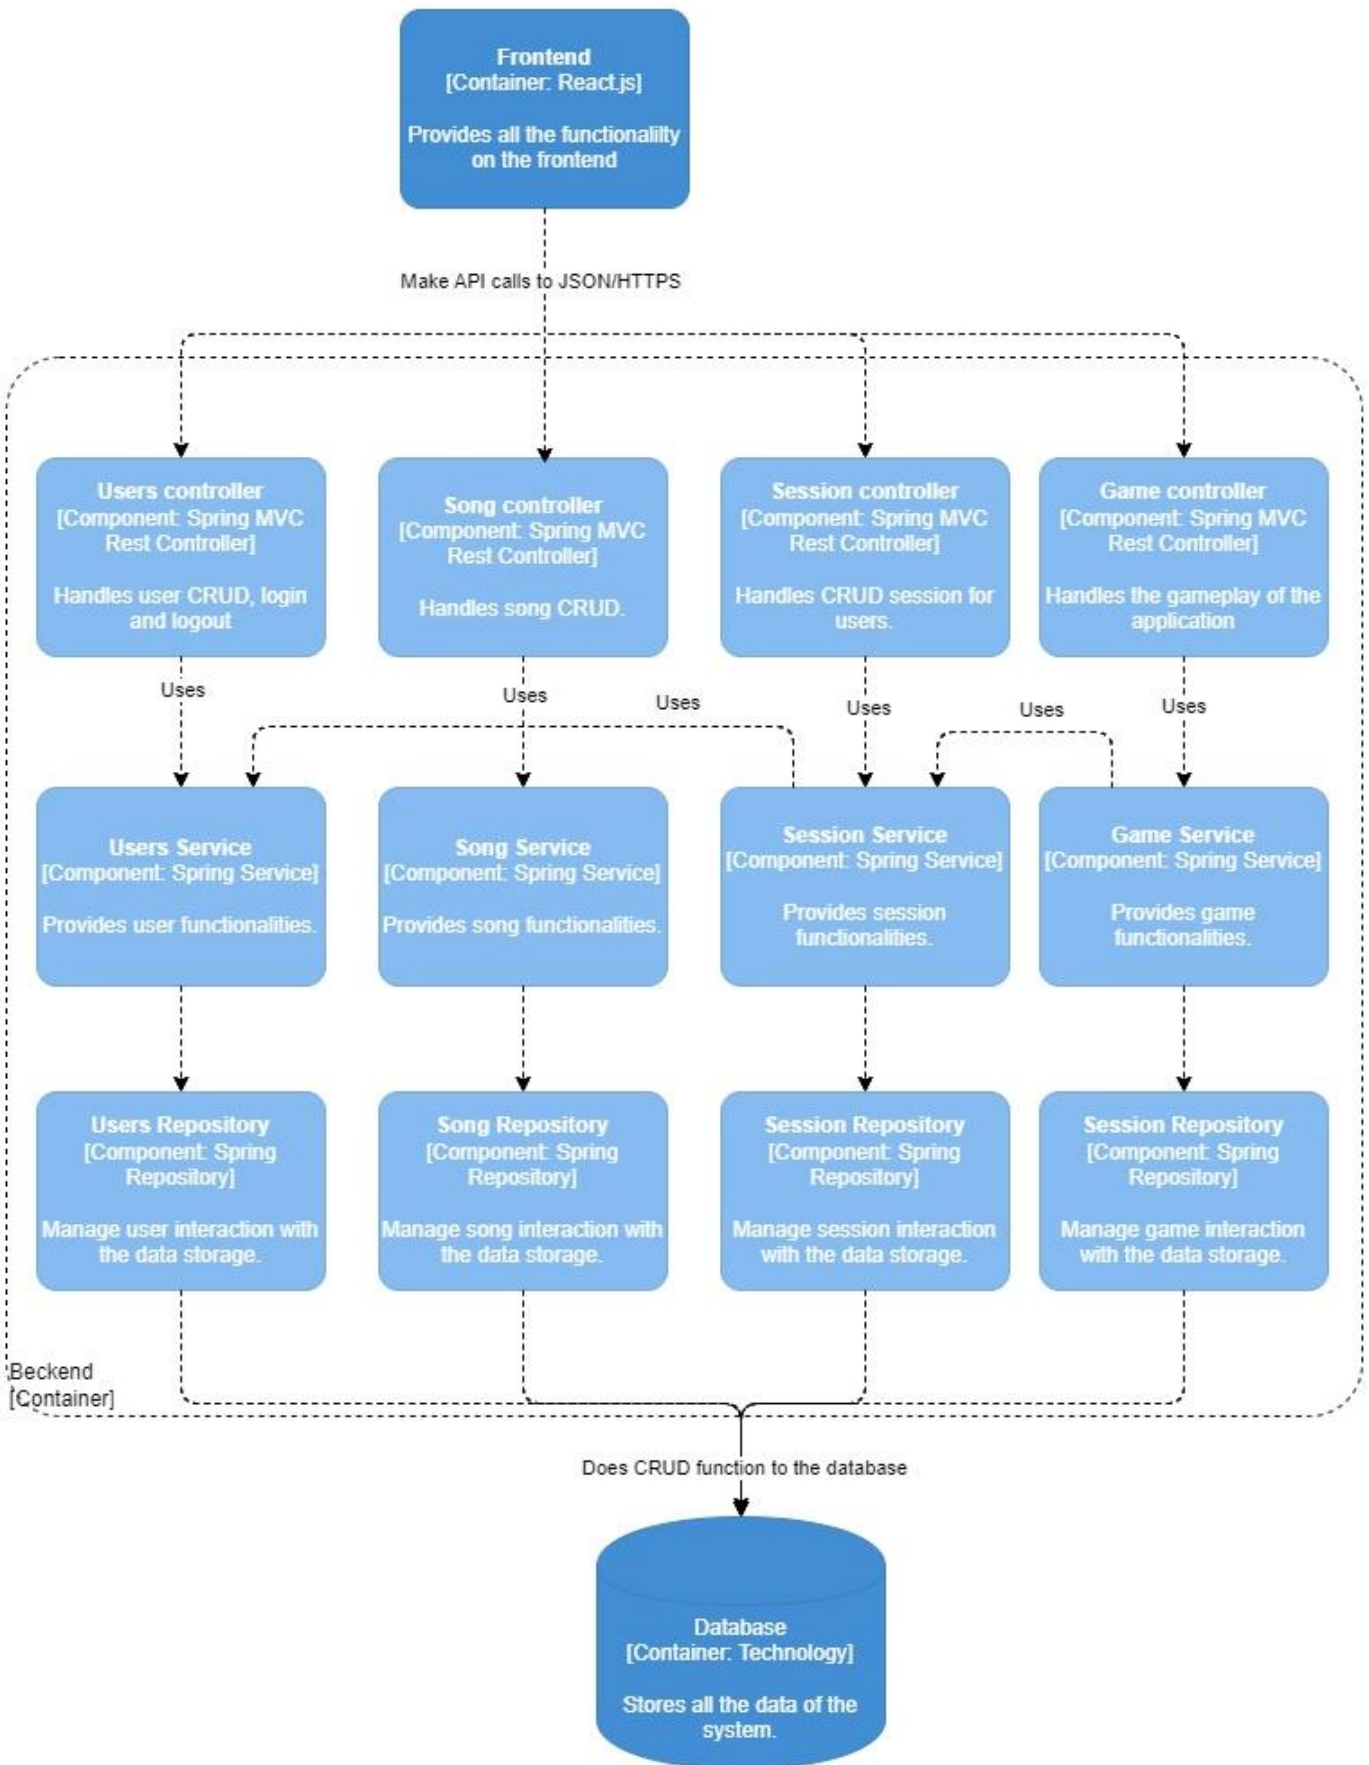 Frontend
[Container: React.js]
Provides all the functionalilty
on the frontend
Make API calls to JSON/HTTPS
Users controller
[Component: Spring MVC
Rest Controller]
Handles user CRUD, login
and logout
Song controller
[Component: Spring MVC
Rest Controller]
Handles song CRUD.
Session controller
[Component: Spring MVC
Rest Controller]
Handles CRUD session for
users.
Game controller
[Component: Spring MVC
Rest Controller]
Handles the gameplay of the
application
Uses
Uses
Uses
Uses
Uses
Uses
Users Service
[Component: Spring Service]
Provides user functionalities.
Song Service
[Component: Spring Service]
Provides song functionalities.
Session Service
[Component: Spring Service]
Provides session
functionalities.
Game Service
[Component: Spring Service]
Provides game
functionalities.
Users Repository
[Component: Spring
Repository]
Manage user interaction with
the data storage.
Song Repository
[Component: Spring
Repository]
Manage song interaction with
the data storage.
Session Repository
[Component: Spring
Repository]
Manage session interaction
with the data storage.
Session Repository
[Component: Spring
Repository]
Manage game interaction
with the data storage.
Beckend
[Container]
Does CRUD function to the database
Database
[Container: Technology]
Stores all the data of the
system.